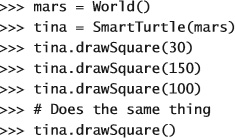 >>> mars = World()
>>> tina = SmartTurtle(mars)
>>> tina.drawSquare(30)
>>> tina.drawSquare(150)
>>> tina.drawSquare(100)
>>> # Does the same thing
>>> tina.drawSquare()